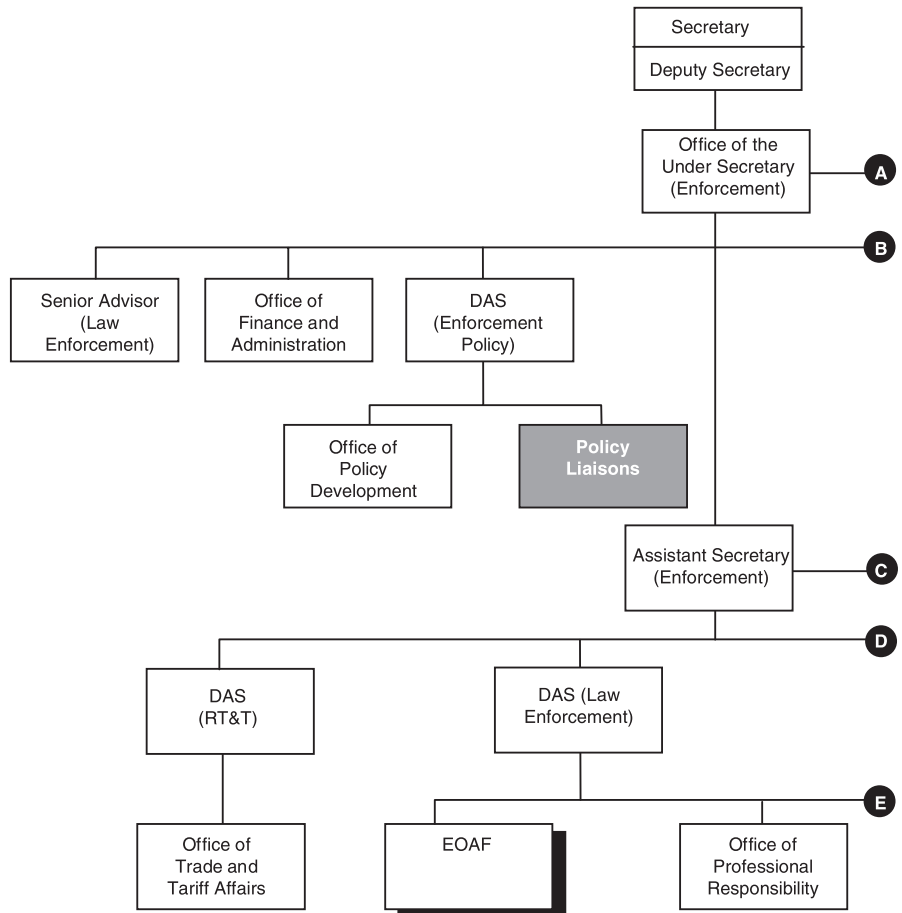 Secretary
Deputy Secretary
Office of the
Under Secretary
(Enforcement)
A
B
Senior Advisor
(Law
Enforcement)
Office of
Finance and
Administration
DAS
(Enforcement
Policy)
Office of
Policy
Development
Policy
Liaisons
Assistant Secretary
(Enforcement)
C
D
DAS
(RT&T)
DAS (Law
Enforcement)
E
Office of
Trade and
Tariff Affairs
EOAF
Office of
Professional
Responsibility